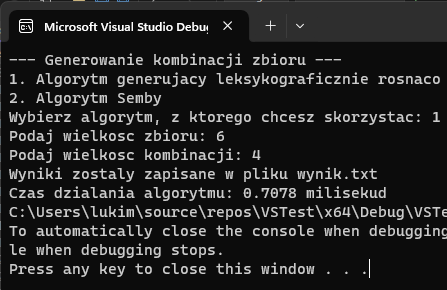 Microsoft Visual Studio Debug
--- Generowanie kombinacji zbioru ---
1. Algorytm generujacy leksykograficznie rosnaco
2. Algorytm Semby
Wybierz algorytm, z ktorego chcesz skorzystac: 1
Podaj wielkosc zbioru: 6
Podaj wielkosc kombinacji: 4
Wyniki zostaly zapisane w pliku wynik.txt
Czas dzialania algorytmu: 0.7078 milisekud
C:\Users\lukim\source\repos\VSTest\x64\Debug\VSTe
To automatically close the console when debugging
le when debugging stops.
Press any key to close this window . . .